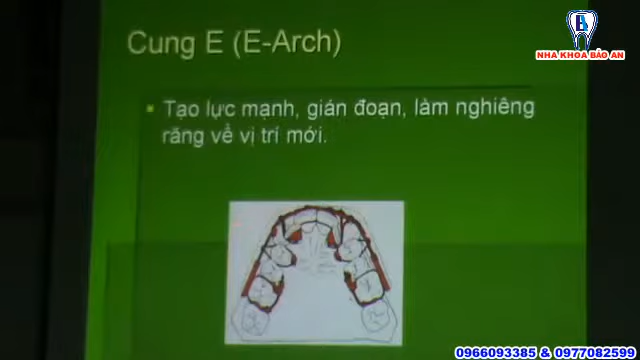 Cung E (E-Arch)
NHA KHOA BẢO AN
Tạo lực mạnh, gián đoạn, làm nghiêng
răng về vị trí mới.
0966093385 & 0977082599